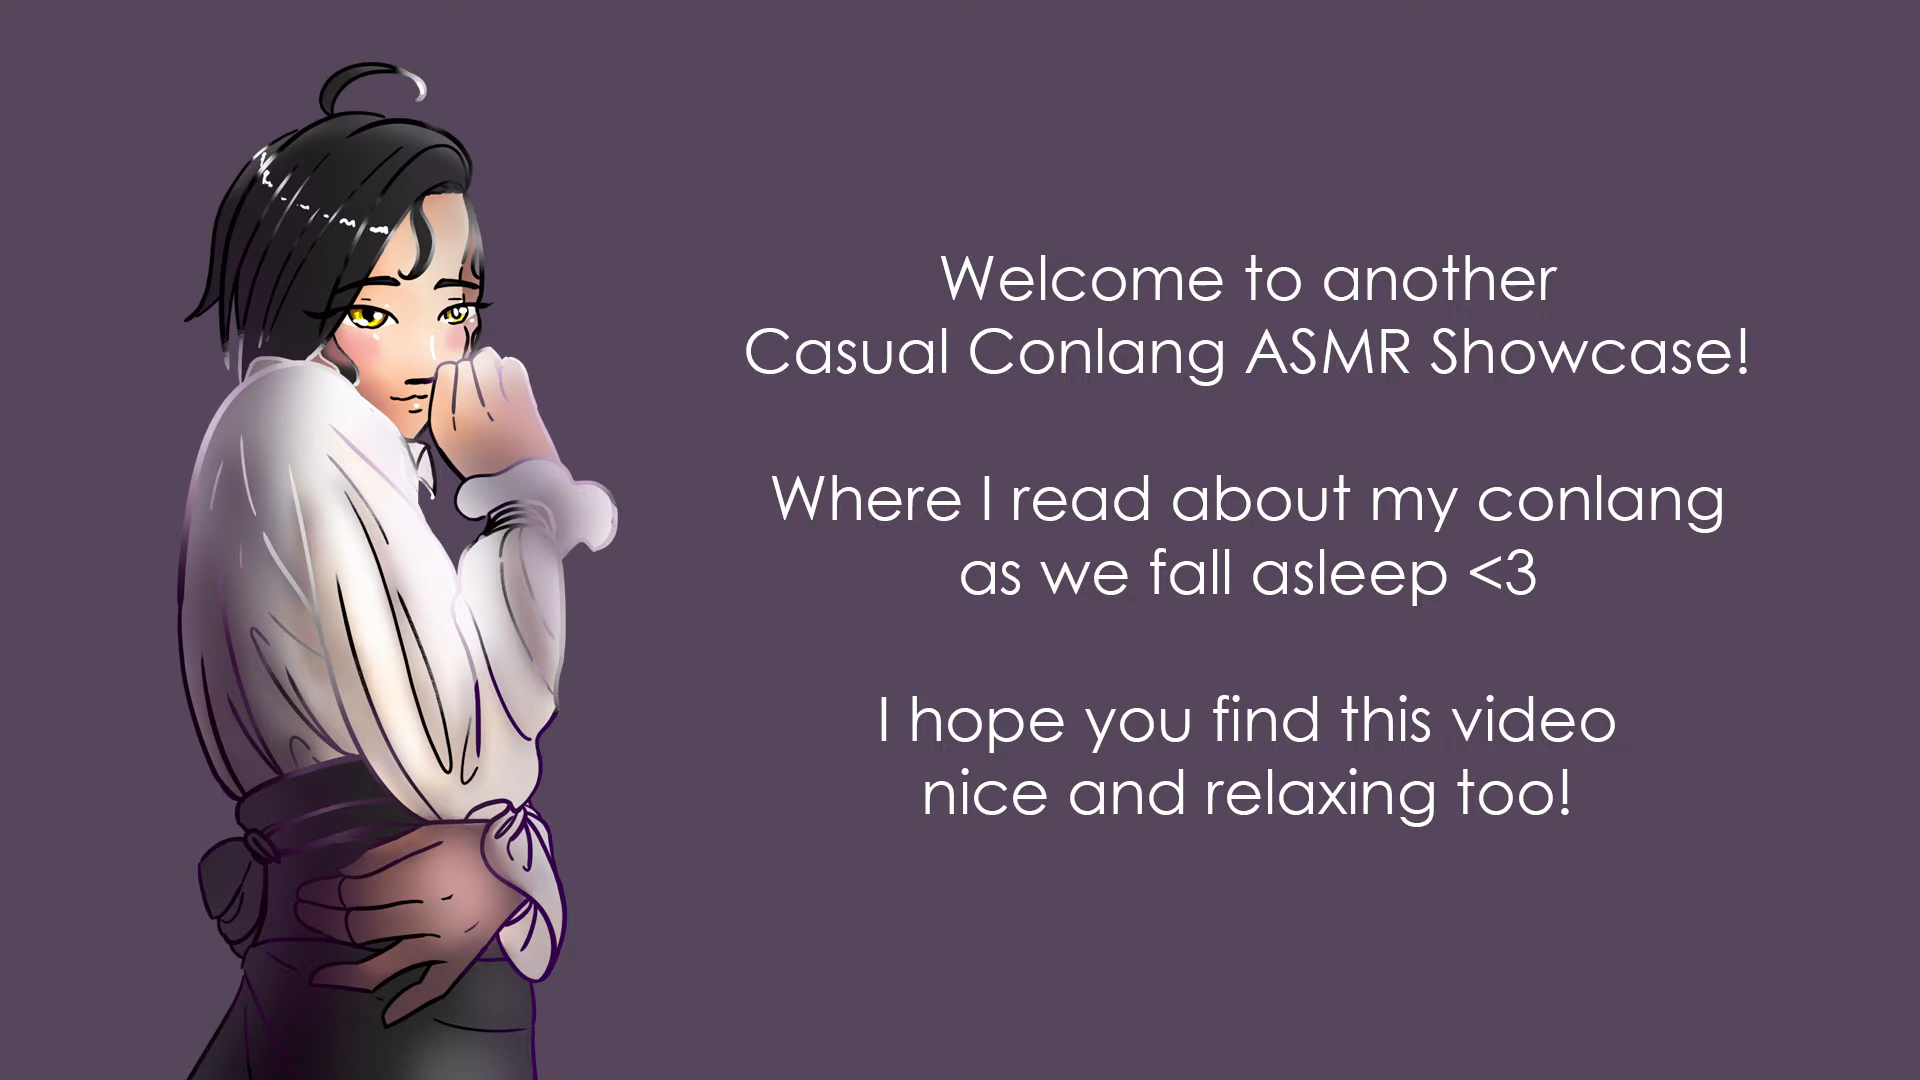 Welcome to another
Casual Conlang ASMR Showcase!
Where I read about my conlang
as we fall asleep <3
I hope you find this video
nice and relaxing too!